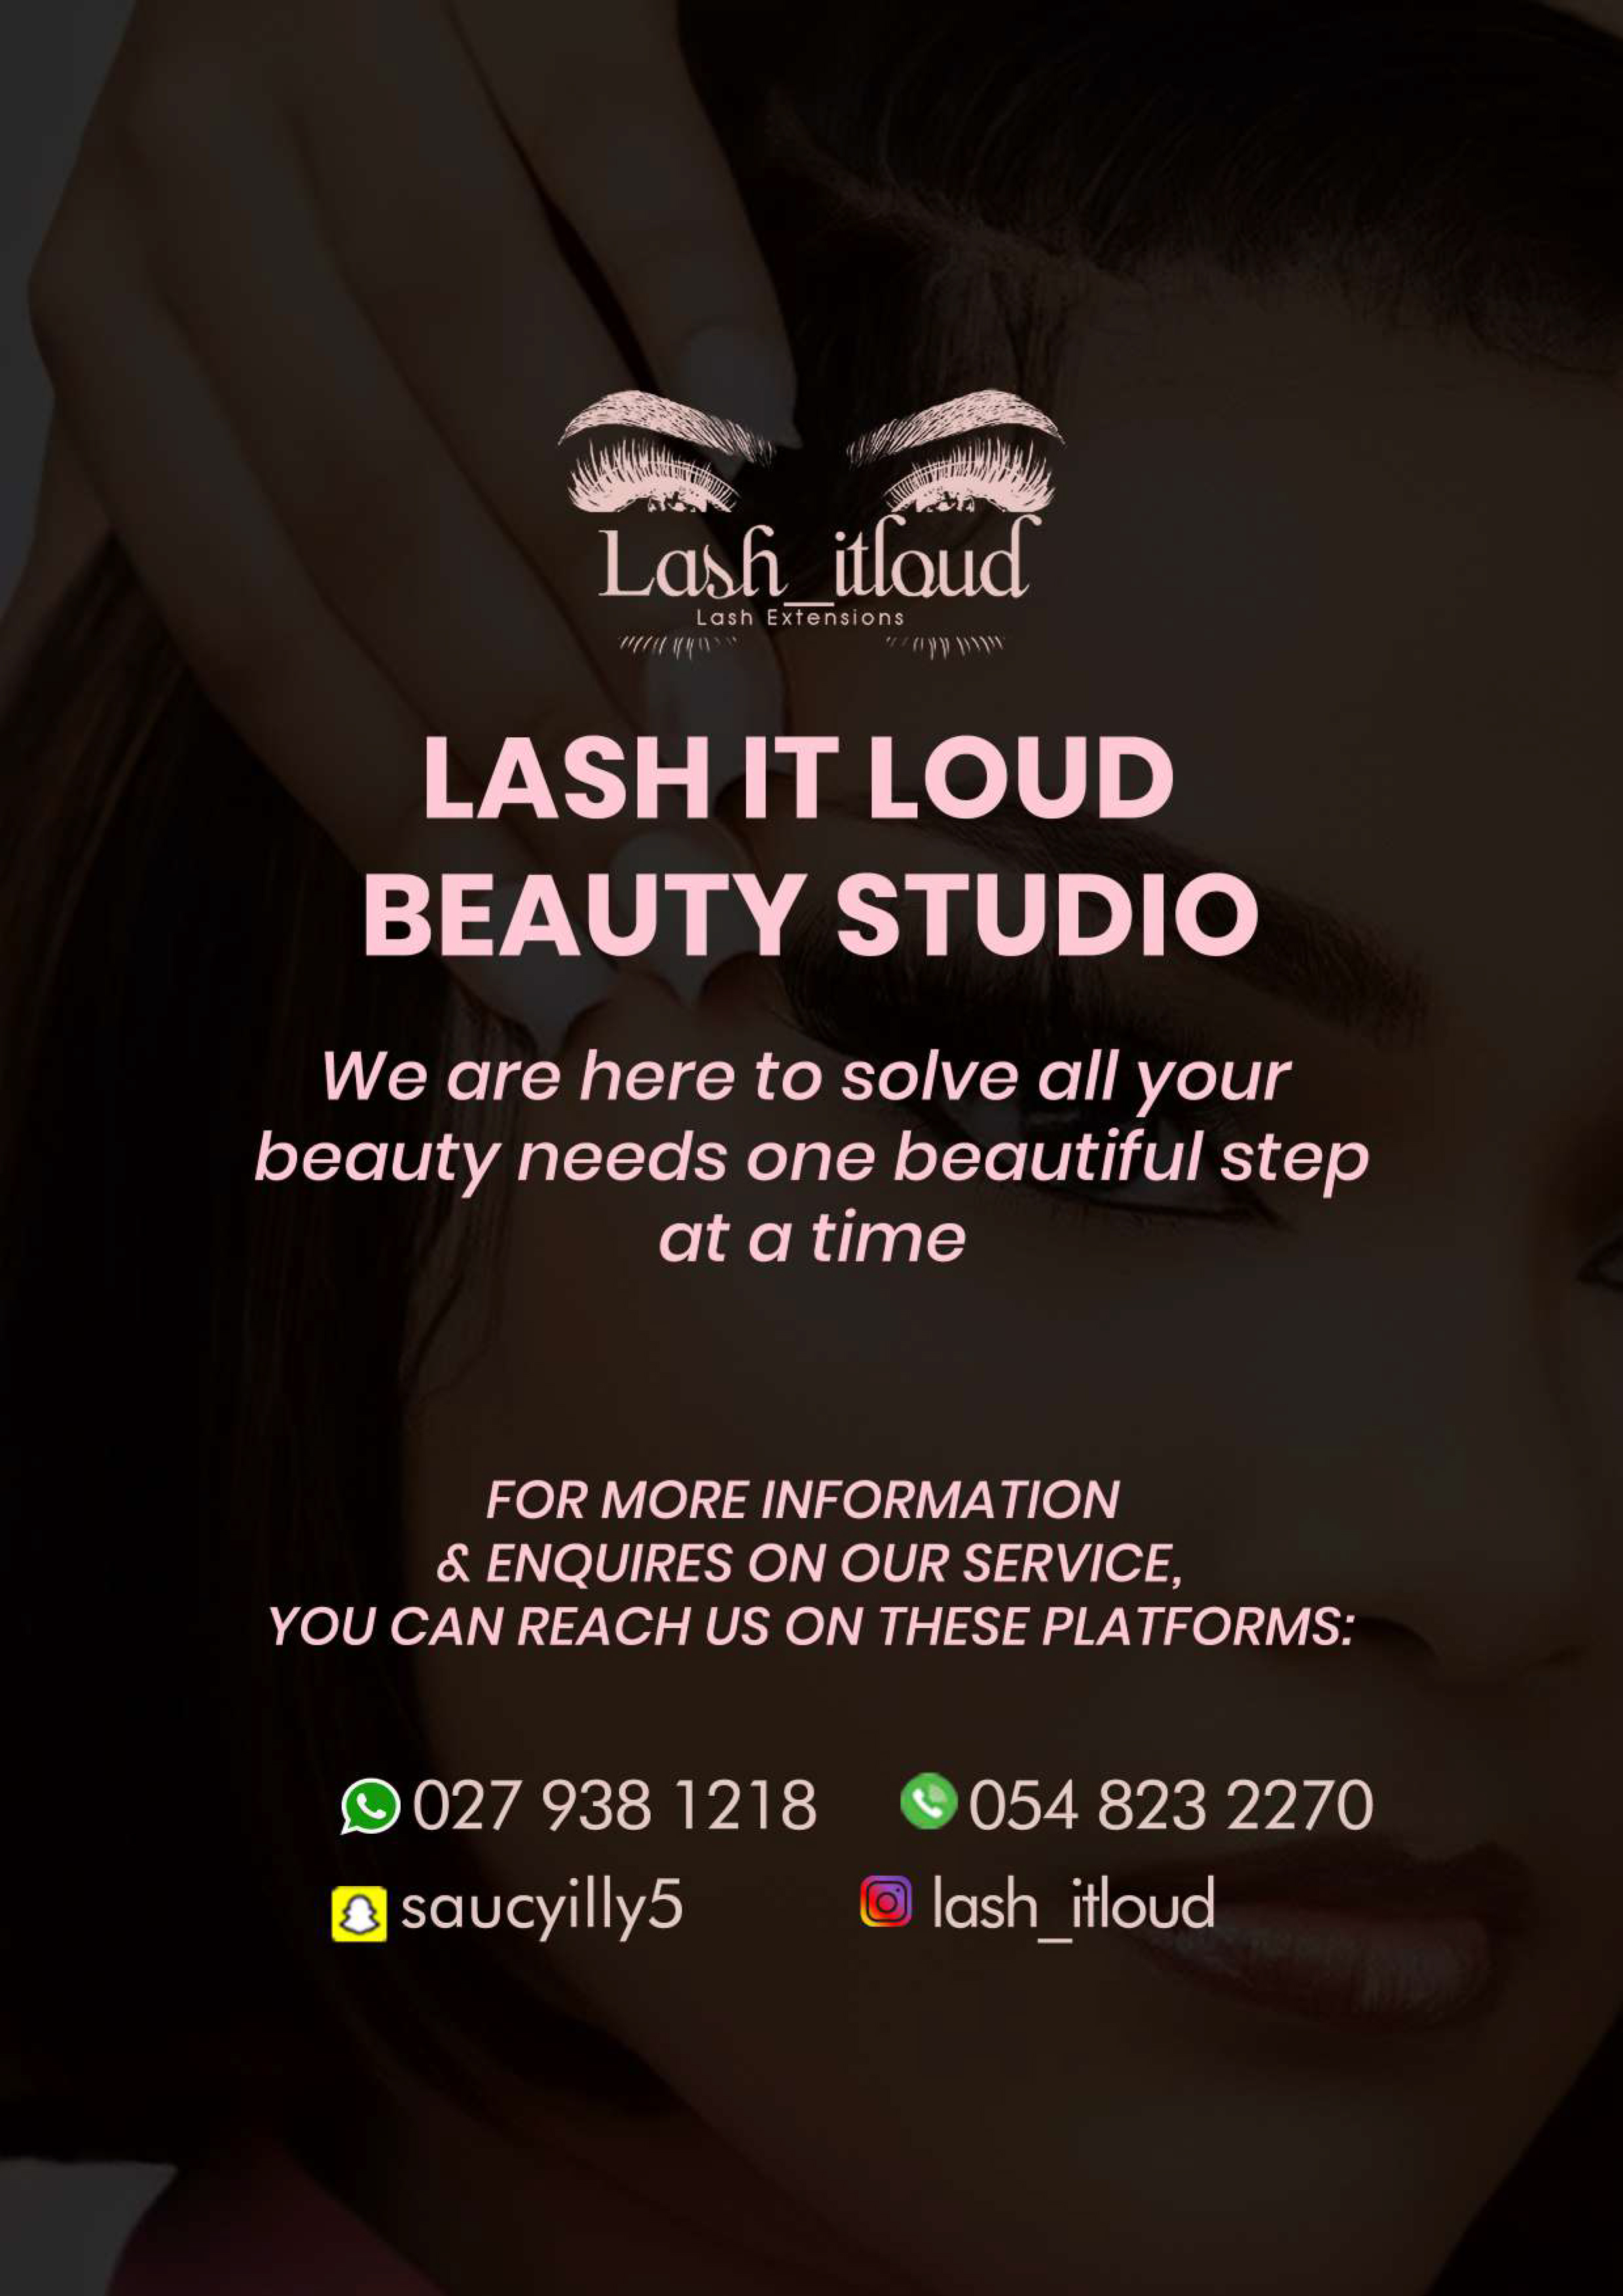 Lash_itloud
Lash Extensions
LASH IT LOUD
BEAUTY STUDIO
We are here to solve all your
beauty needs one beautiful step
at a time
FOR MORE INFORMATION
& ENQUIRES ON OUR SERVICE,
YOU CAN REACH US ON THESE PLATFORMS:
027 938 1218 054 823 2270
saucyilly5 lash_itloud